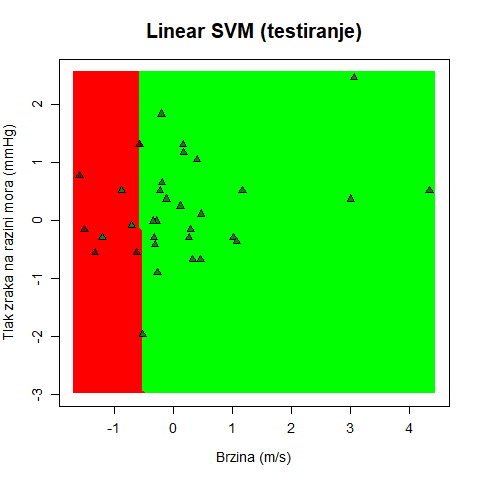 Linear SVM (testiranje)
Tlak zraka na razini mora (mmHg)
2
1
0
-1
-2
-3
-1 0 1 2 3 4
Brzina (m/s)